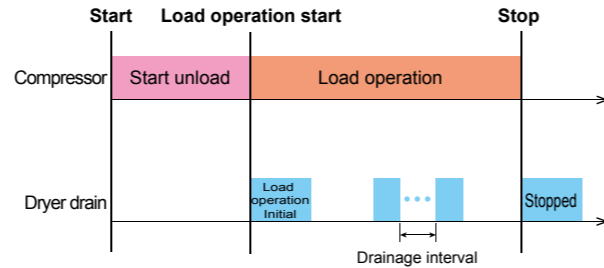 Start
Load operation start
Stop
Compressor
Start unload
Load operation
Dryer drain
Load
operation
Initial
Stopped
Drainage interval